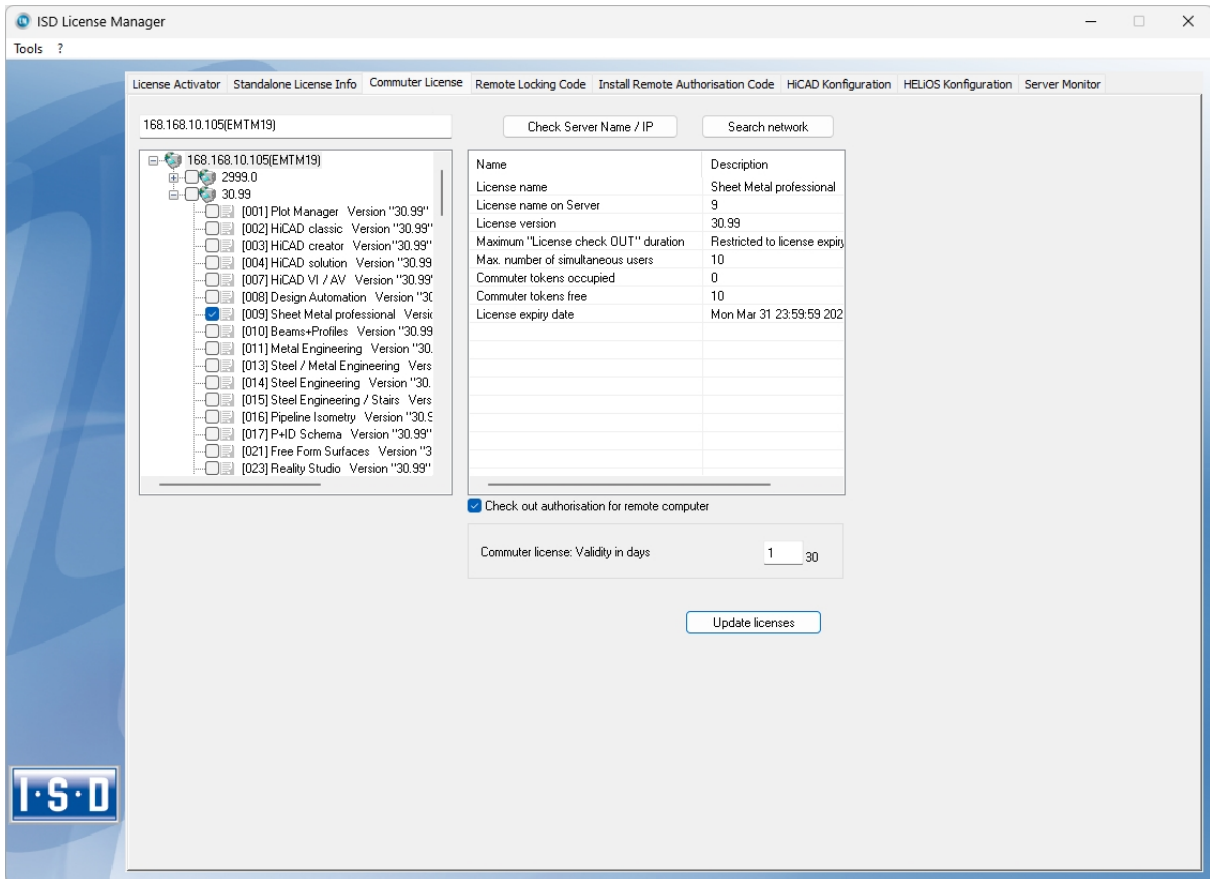 ISD License Manager
Tools ?
License Activator Standalone License Info Commuter License Remote Locking Code Install Remote Authorisation Code HiCAD Konfiguration HELiOS Konfiguration Server Monitor
168.168.10.105(EMTM19) Check Server Name / IP Search network
168.168.10.105(EMTM19)
2999.0
30.99
[001] Plot Manager Version "30.99"
[002] HiCAD classic Version "30.99"
[003] HiCAD creator Version "30.99"
[004] HiCAD solution Version "30.99
[007] HiCAD VI / AV Version "30.99'
[008] Design Automation Version "30
[009] Sheet Metal professional Versio
[010] Beams+Profiles Version "30.99
[011] Metal Engineering Version "30.
[013] Steel / Metal Engineering Vers
[014] Steel Engineering Version "30.
[015] Steel Engineering / Stairs Vers
[016] Pipeline Isometry Version "30.9
[017] P+ID Schema Version "30.99"
[021] Free Form Surfaces Version "3
[023] Reality Studio Version "30.99"
Name Description
License name Sheet Metal professional
License name on Server 9
License version 30.99
Maximum "License check OUT" duration Restricted to license expiry
Max. number of simultaneous users 10
Commuter tokens occupied 0
Commuter tokens free 10
License expiry date Mon Mar 31 23:59:59 202
Check out authorisation for remote computer
Commuter license: Validity in days 1 30
Update licenses
I·S·D